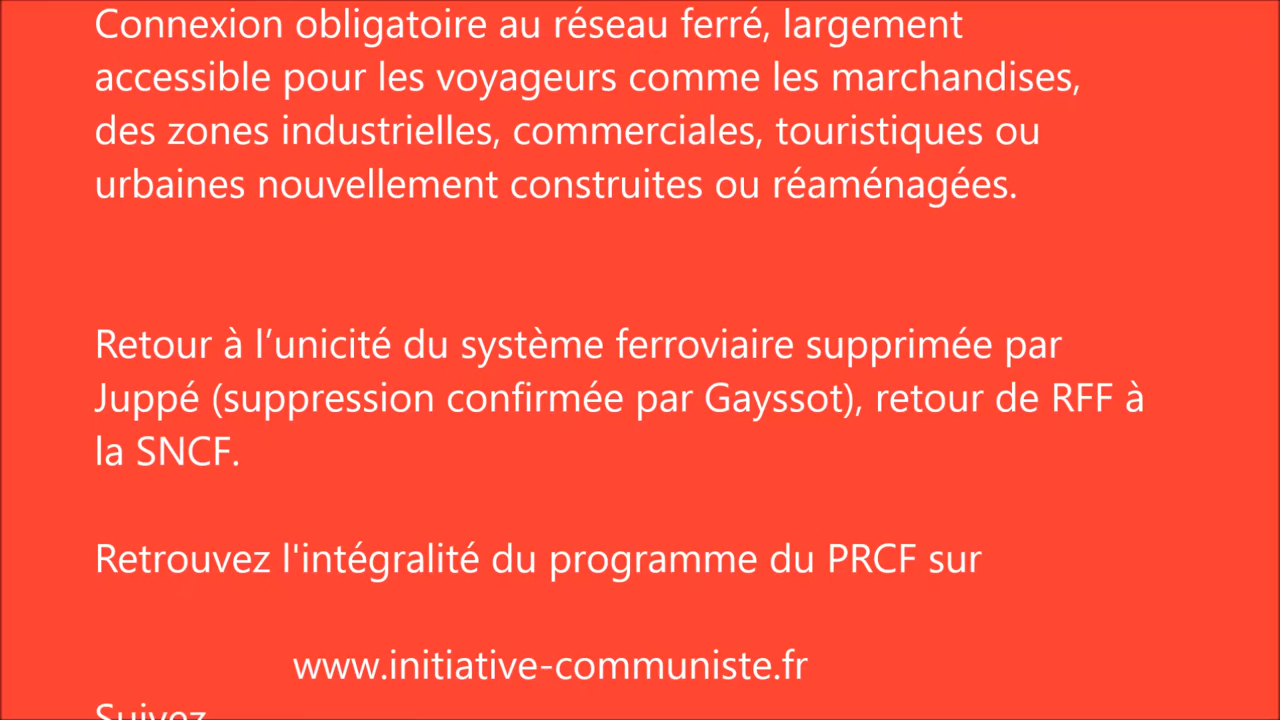 Connexion obligatoire au réseau ferré, largement
accessible pour les voyageurs comme les marchandises,
des zones industrielles, commerciales, touristiques ou
urbaines nouvellement construites ou réaménagées.
Retour à l’unicité du système ferroviaire supprimée par
Juppé (suppression confirmée par Gayssot), retour de RFF à
la SNCF.
Retrouvez l'intégralité du programme du PRCF sur
www.initiative-communiste.fr
Suivez